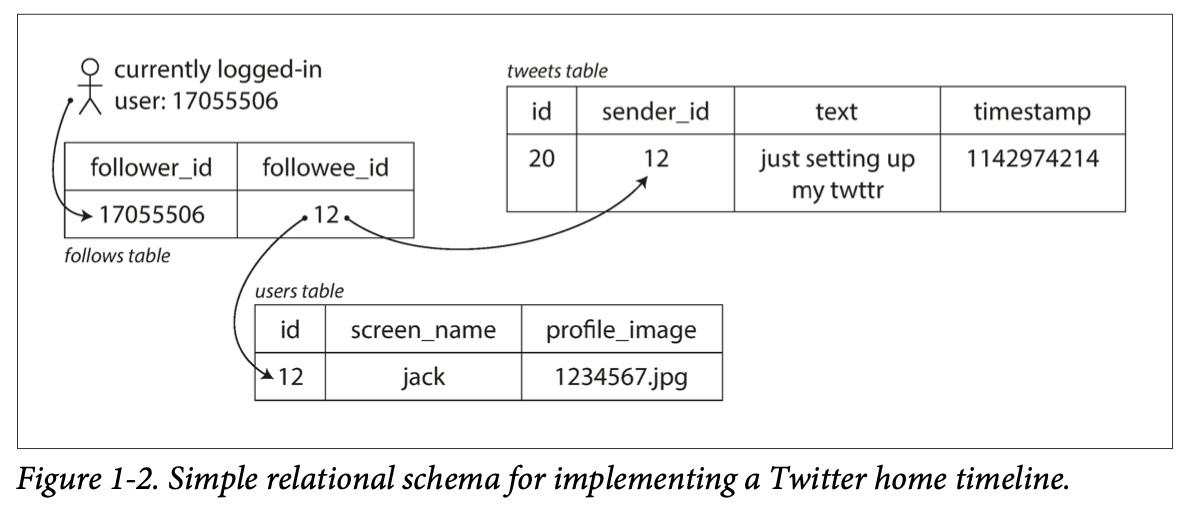 currently logged-in
user: 17055506
follower_id followee_id
17055506 12
follows table
tweets table
id sender_id text timestamp
20 12 just setting up 1142974214
my twttr
users table
id screen_name profile_image
12 jack 1234567.jpg
Figure 1-2. Simple relational schema for implementing a Twitter home timeline.